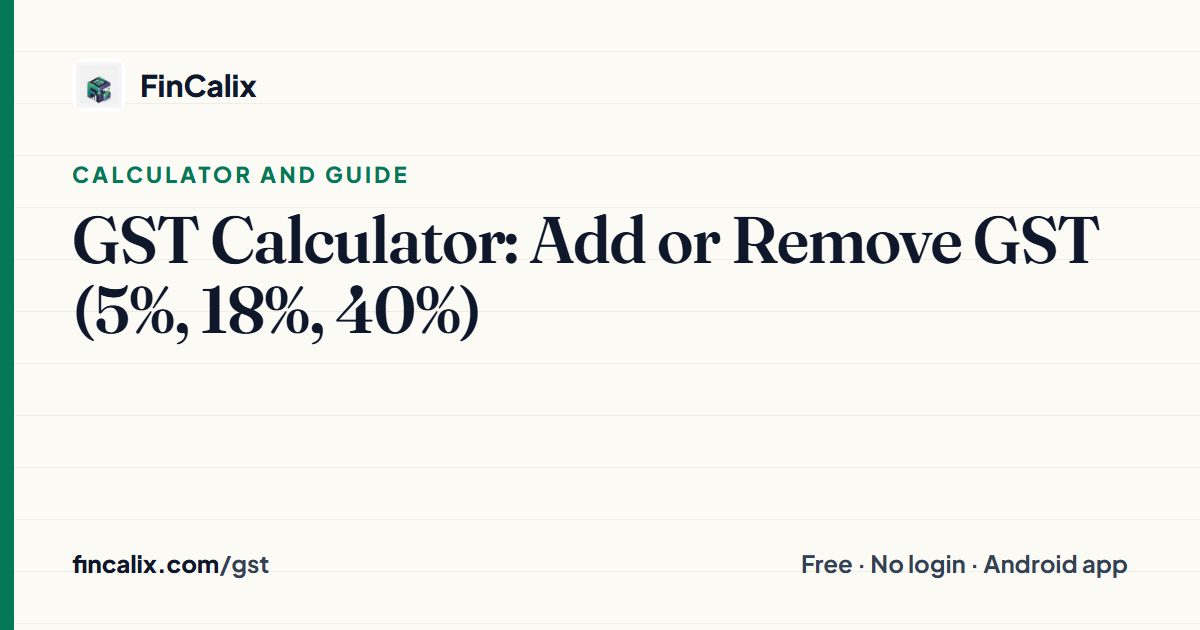 FinCalix
CALCULATOR AND GUIDE
GST Calculator: Add or Remove GST
(5%, 18%, 40%)
fincalix.com/gst
Free · No login · Android app